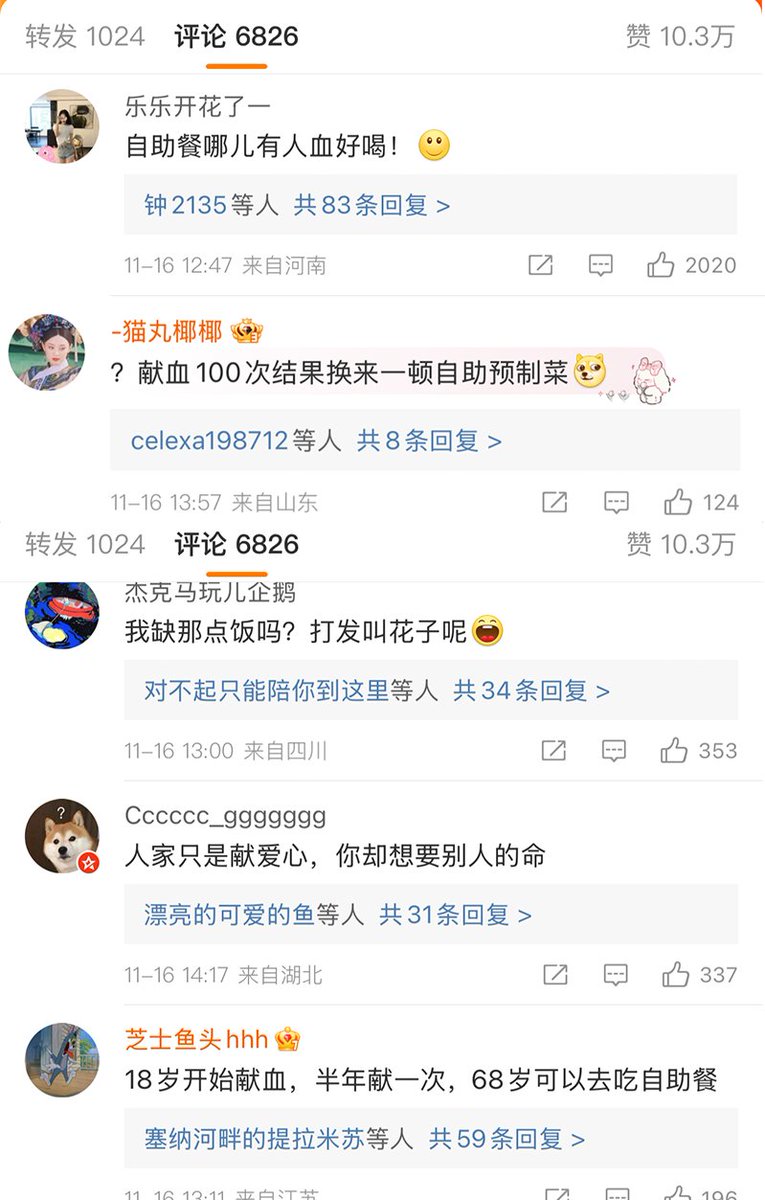 转发 1024 评论 6826 赞 10.3万
乐乐开花了一
自助餐哪儿有人血好喝！
钟2135等人 共83条回复 >
11-16 12:47 来自河南 2020
-猫丸椰椰
？献血100次结果换来一顿自助预制菜
celexa198712等人 共8条回复 >
11-16 13:57 来自山东 124
转发 1024 评论 6826 赞 10.3万
杰克马玩儿企鹅
我缺那点饭吗？打发叫花子呢
对不起只能陪你到这里等人 共34条回复 >
11-16 13:00 来自四川 353
?
Cccccc_ggggggg
人家只是献爱心，你却想要别人的命
漂亮的可爱的鱼等人 共31条回复 >
11-16 14:17 来自湖北 337
芝士鱼头hhh
18岁开始献血，半年献一次，68岁可以去吃自助餐
塞纳河畔的提拉米苏等人 共59条回复 >
11-16 13:11 来自江苏 196